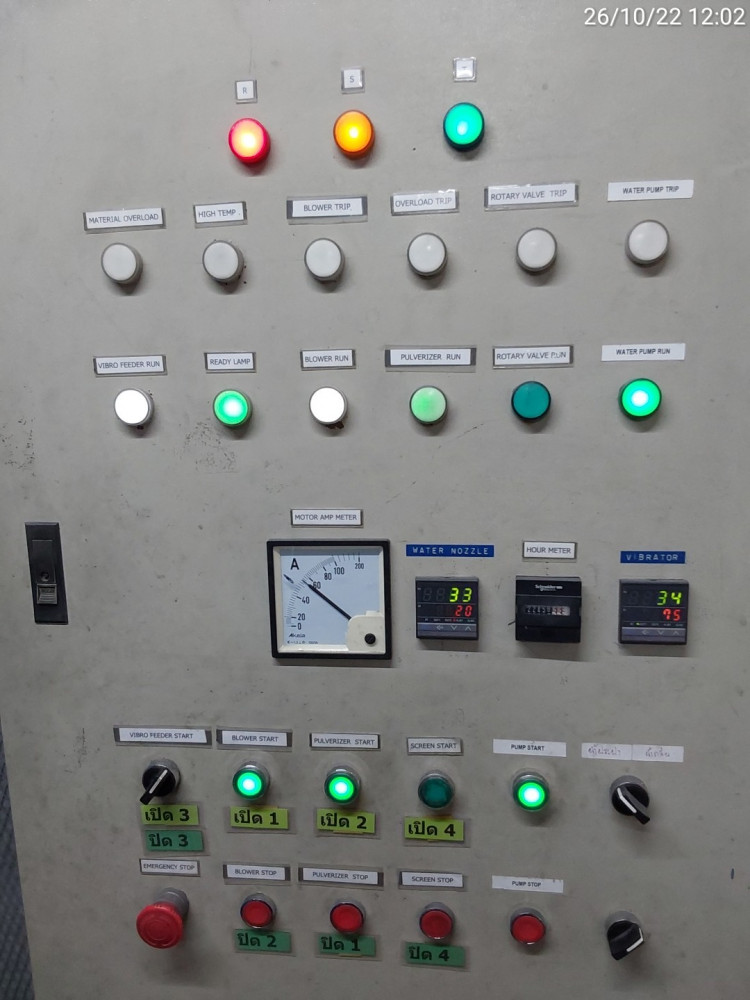 26/10/22 12:02
R
S
MATERIAL OVERLOAD
HIGH TEMP.
BLOWER TRIP
OVERLOAD TRIP
ROTARY VALVE TRIP
WATER PUMP TRIP
VIBRO FEEDER RUN
READY LAMP
BLOWER RUN
PULVERIZER RUN
ROTARY VALVE RUN
WATER PUMP RUN
MOTOR AMP METER
WATER NOZZLE
HOUR METER
VIBRATOR
A
0
20
40
60
80
100
200
33
20
Schneider
34
75
VIBRO FEEDER START
BLOWER START
PULVERIZER START
SCREEN START
PUMP START
เปิด 3
เปิด 1
เปิด 2
เปิด 4
ปิด 3
EMERGENCY STOP
BLOWER STOP
PULVERIZER STOP
SCREEN STOP
PUMP STOP
ปิด 2
ปิด 1
ปิด 4